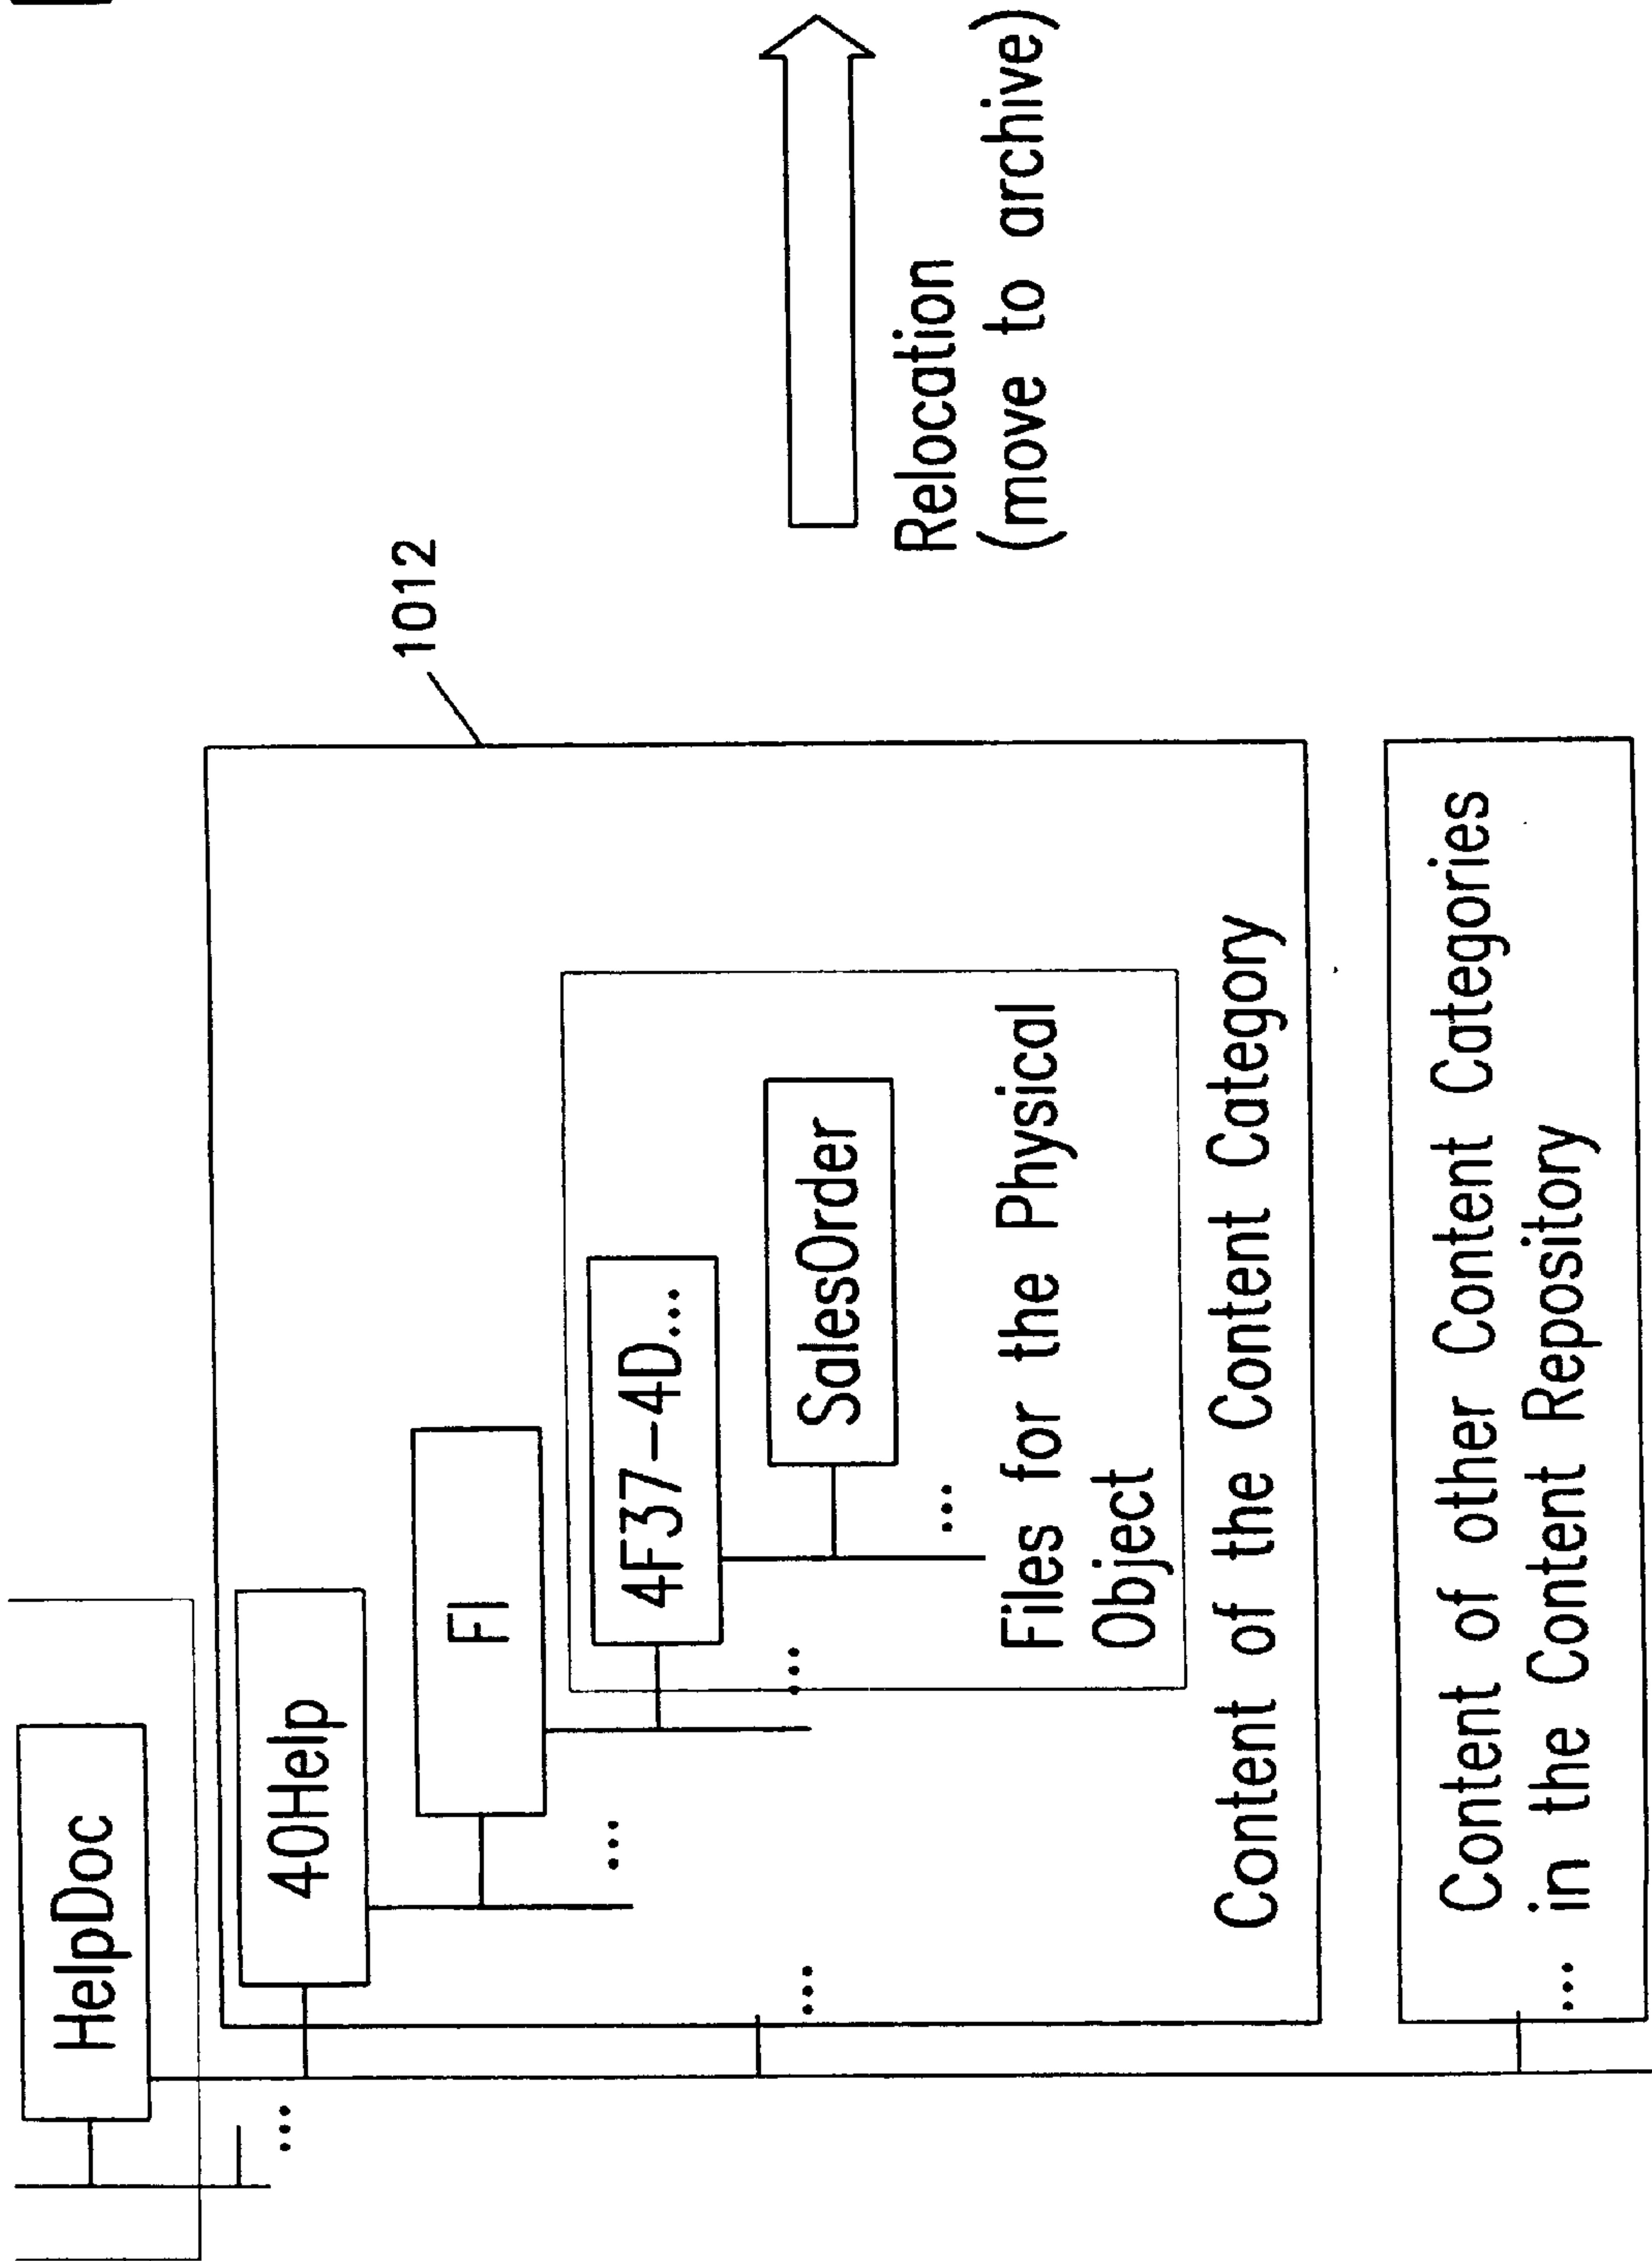 HelpDoc
...
40Help
FI
...
4F37-4D...
...
SalesOrder
...
Files for the Physical
Object
...
Content of the Content Category
1012
Relocation
(move to archive)
Content of other Content Categories
... in the Content Repository